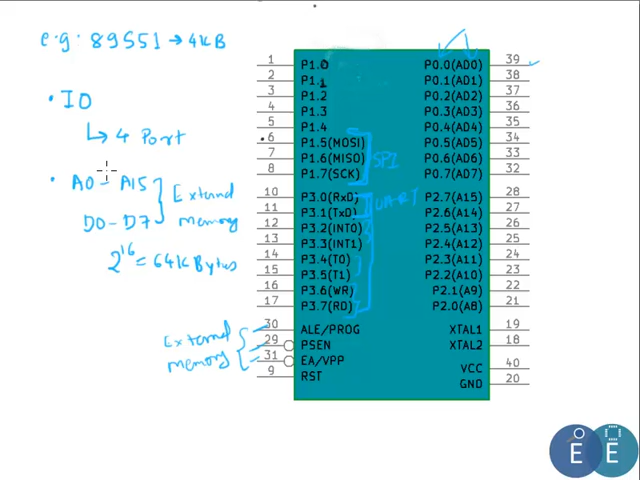 e.g. 89S51 → 4KB
• IO
↳ 4 Port
• A0 - A15
D0 - D7
External
memory
2^16 = 64K Bytes
External
memory
1 P1.0 P0.0(AD0) 39
2 P1.1 P0.1(AD1) 38
3 P1.2 P0.2(AD2) 37
4 P1.3 P0.3(AD3) 36
5 P1.4 P0.4(AD4) 35
6 P1.5(MOSI) P0.5(AD5) 34
7 P1.6(MISO) SPI P0.6(AD6) 33
8 P1.7(SCK) P0.7(AD7) 32
10 P3.0(RxD) UART P2.7(A15) 28
11 P3.1(TxD) P2.6(A14) 27
12 P3.2(INT0) P2.5(A13) 26
13 P3.3(INT1) P2.4(A12) 25
14 P3.4(T0) P2.3(A11) 24
15 P3.5(T1) P2.2(A10) 23
16 P3.6(WR) P2.1(A9) 22
17 P3.7(RD) P2.0(A8) 21
30 ALE/PROG XTAL1 19
29 PSEN XTAL2 18
31 EA/VPP VCC 40
9 RST GND 20
E E